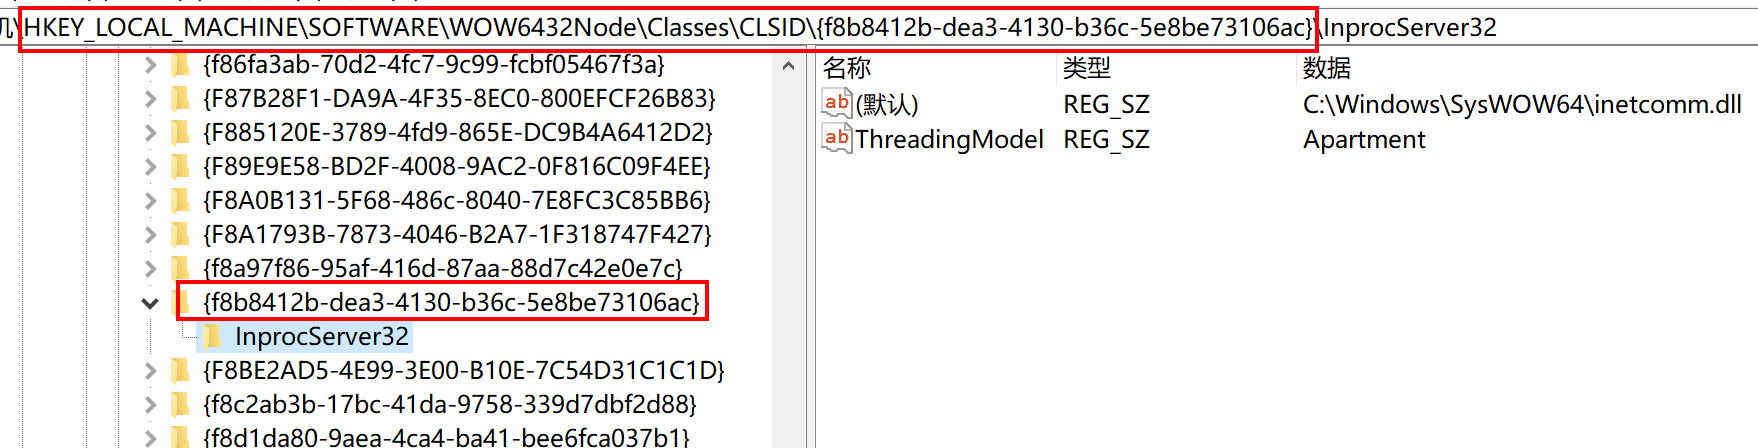 机\HKEY_LOCAL_MACHINE\SOFTWARE\WOW6432Node\Classes\CLSID\{f8b8412b-dea3-4130-b36c-5e8be73106ac}\InprocServer32
{f86fa3ab-70d2-4fc7-9c99-fcbf05467f3a}
{F87B28F1-DA9A-4F35-8EC0-800EFCF26B83}
{F885120E-3789-4fd9-865E-DC9B4A6412D2}
{F89E9E58-BD2F-4008-9AC2-0F816C09F4EE}
{F8A0B131-5F68-486c-8040-7E8FC3C85BB6}
{F8A1793B-7873-4046-B2A7-1F318747F427}
{f8a97f86-95af-416d-87aa-88d7c42e0e7c}
{f8b8412b-dea3-4130-b36c-5e8be73106ac}
InprocServer32
{F8BE2AD5-4E99-3E00-B10E-7C54D31C1C1D}
{f8c2ab3b-17bc-41da-9758-339d7dbf2d88}
{f8d1da80-9aea-4ca4-ba41-bee6fca037b1}
名称 类型 数据
ab (默认) REG_SZ C:\Windows\SysWOW64\inetcomm.dll
ab ThreadingModel REG_SZ Apartment